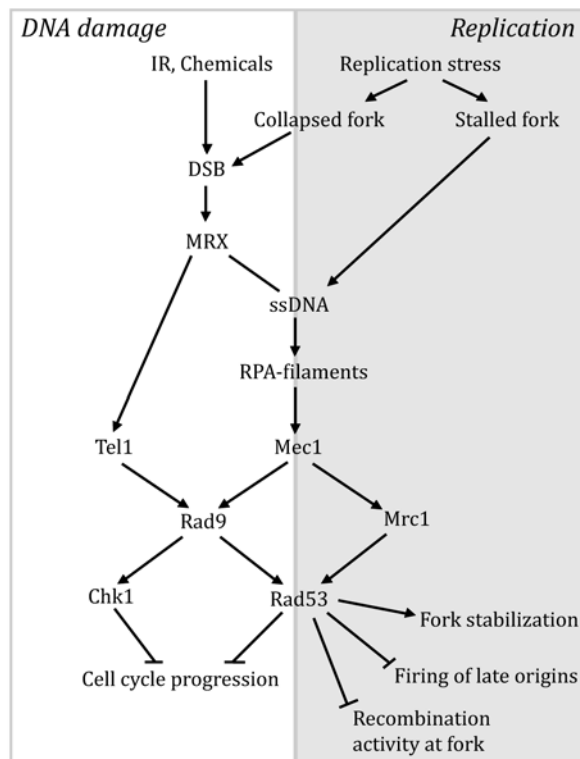 DNA damage
Replication
IR, Chemicals
Replication stress
Collapsed fork
Stalled fork
DSB
MRX
ssDNA
RPA-filaments
Tel1
Mec1
Rad9
Mrc1
Chk1
Rad53
Fork stabilization
Cell cycle progression
Firing of late origins
Recombination
activity at fork